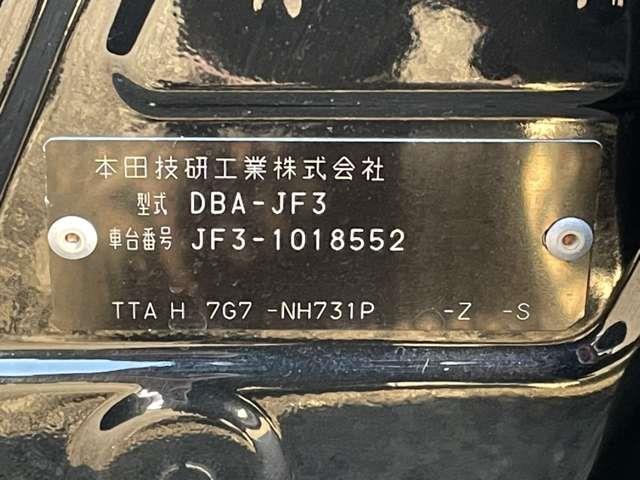 本田技研工業株式会社
型式 DBA-JF3
車台番号 JF3-1018552
TTA H 7G7 -NH731P -Z -S